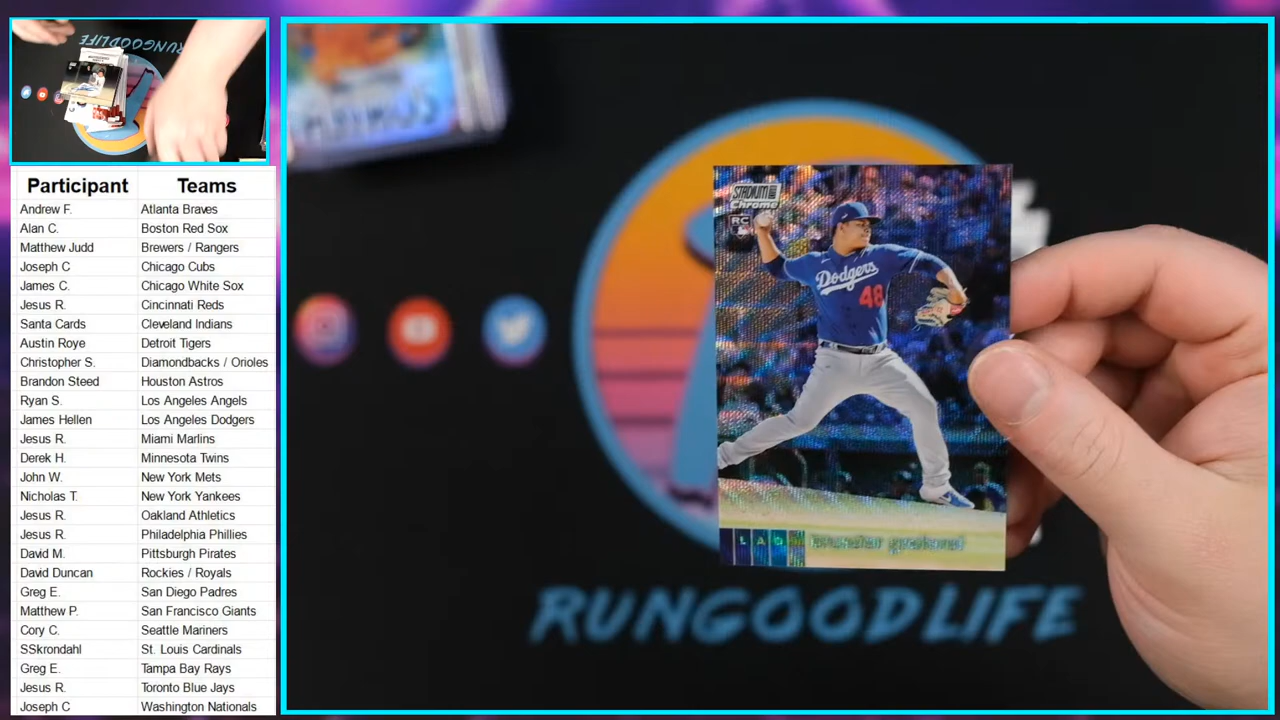 RUNGOODLIFE
Participant Teams
Andrew F. Atlanta Braves
Alan C. Boston Red Sox
Matthew Judd Brewers / Rangers
Joseph C Chicago Cubs
James C. Chicago White Sox
Jesus R. Cincinnati Reds
Santa Cards Cleveland Indians
Austin Roye Detroit Tigers
Christopher S. Diamondbacks / Orioles
Brandon Steed Houston Astros
Ryan S. Los Angeles Angels
James Hellen Los Angeles Dodgers
Jesus R. Miami Marlins
Derek H. Minnesota Twins
John W. New York Mets
Nicholas T. New York Yankees
Jesus R. Oakland Athletics
Jesus R. Philadelphia Phillies
David M. Pittsburgh Pirates
David Duncan Rockies / Royals
Greg E. San Diego Padres
Matthew P. San Francisco Giants
Cory C. Seattle Mariners
SSkrondahl St. Louis Cardinals
Greg E. Tampa Bay Rays
Jesus R. Toronto Blue Jays
Joseph C Washington Nationals
STADIUM
Chrome
RC
Dodgers
48
LAD
brusdar graterol
RUNGOODLIFE